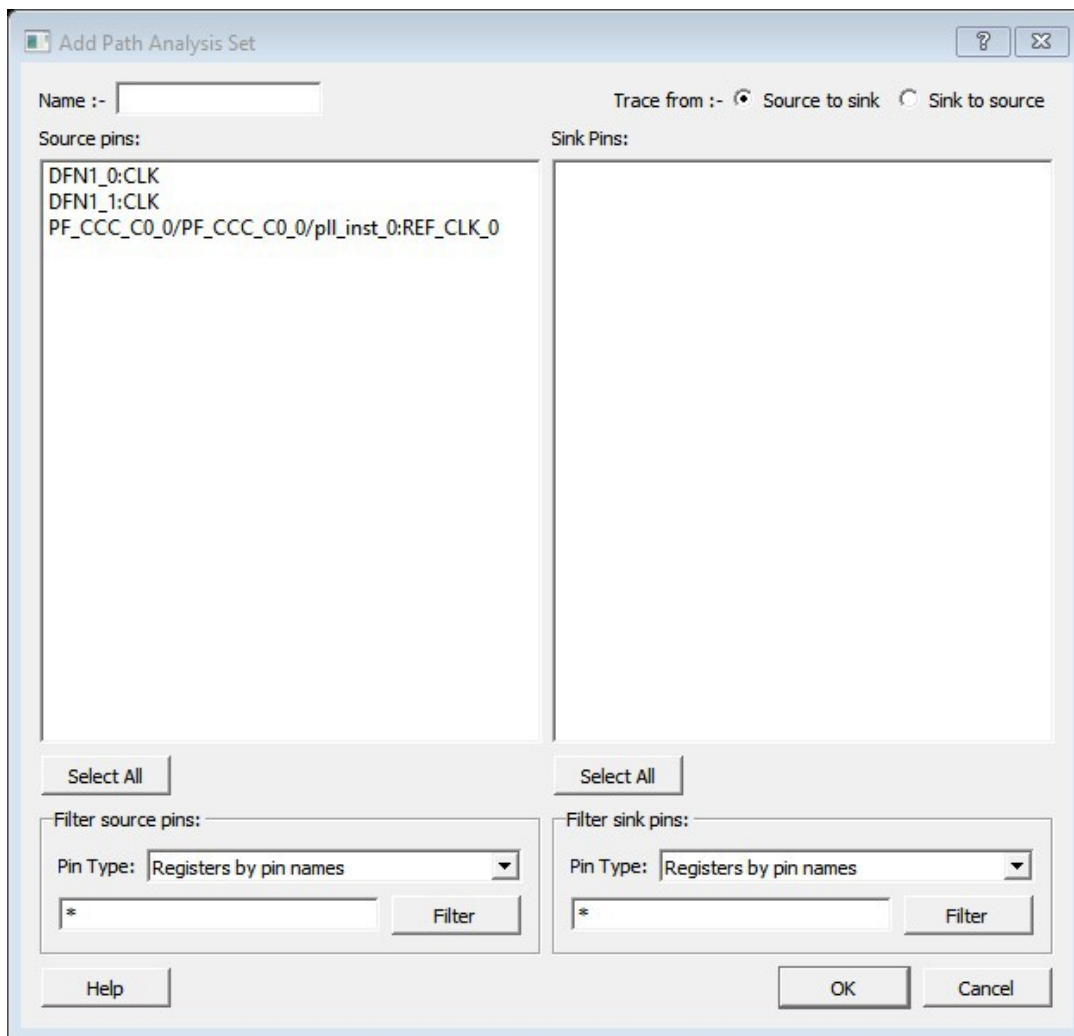 Add Path Analysis Set
Name :-
Trace from :- Source to sink Sink to source
Source pins:
Sink Pins:
DFN1_0:CLK
DFN1_1:CLK
PF_CCC_C0_0/PF_CCC_C0_0/pll_inst_0:REF_CLK_0
Select All
Select All
Filter source pins:
Pin Type: Registers by pin names
*
Filter
Filter sink pins:
Pin Type: Registers by pin names
*
Filter
Help
OK
Cancel